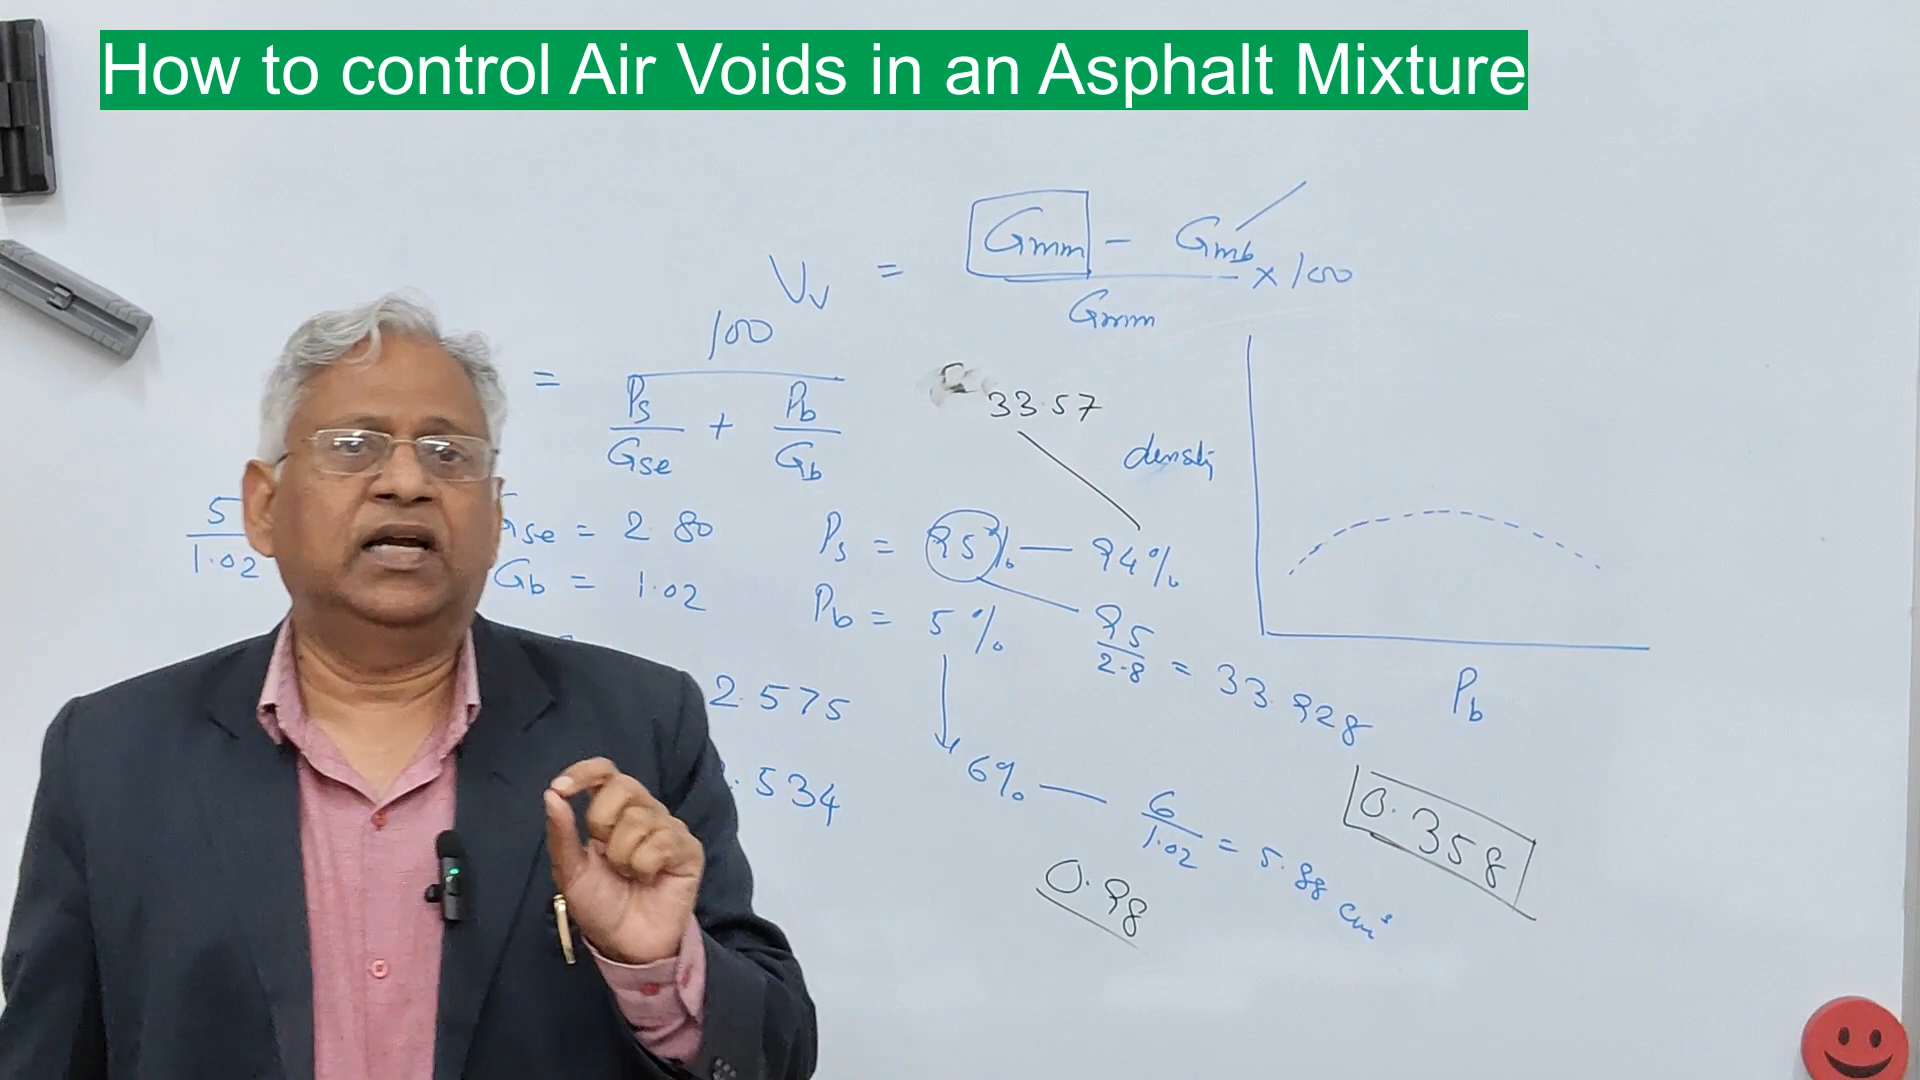 How to control Air Voids in an Asphalt Mixture
Vv = Gmm - Gmb / Gmm × 100
= 100 / Ps/Gse + Pb/Gb
33.57
density
5 / 1.02
Gse = 2.80
Gb = 1.02
Ps = 95% — 94%
Pb = 5%
95 / 2.8 = 33.928
Pb
2.575
.534
6% — 6 / 1.02 = 5.88
0.358
0.98